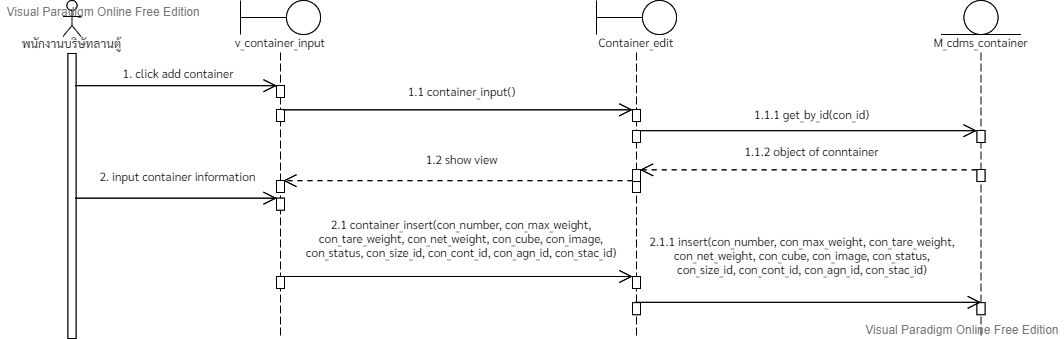 Visual Paradigm Online Free Edition
พนักงานบริษัทลานตู้
v_container_input
Container_edit
M_cdms_container
1. click add container
1.1 container_input()
1.1.1 get_by_id(con_id)
1.1.2 object of conntainer
1.2 show view
2. input container information
2.1 container_insert(con_number, con_max_weight,
con_tare_weight, con_net_weight, con_cube, con_image,
con_status, con_size_id, con_cont_id, con_agn_id, con_stac_id)
2.1.1 insert(con_number, con_max_weight, con_tare_weight,
con_net_weight, con_cube, con_image, con_status,
con_size_id, con_cont_id, con_agn_id, con_stac_id)
Visual Paradigm Online Free Edition